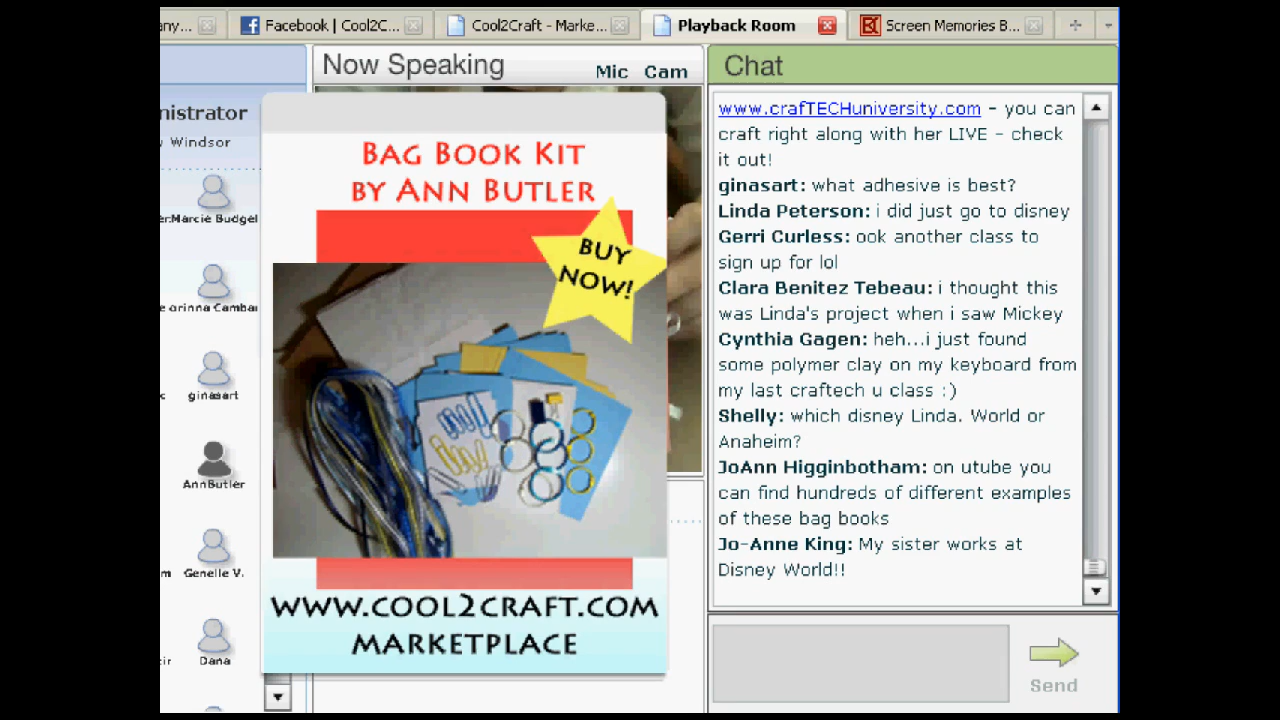 any...
Facebook | Cool2C...
Cool2Craft - Marke...
Playback Room
Screen Memories B...
nistrator
Windsor
Marcie Budgel
orinna Camba
ginasart
AnnButler
Genelle V.
Dana
Now Speaking
Mic Cam
BAG BOOK KIT
BY ANN BUTLER
BUY
NOW!
WWW.COOL2CRAFT.COM
MARKETPLACE
Chat
www.crafTECHuniversity.com - you can
craft right along with her LIVE - check
it out!
ginasart: what adhesive is best?
Linda Peterson: i did just go to disney
Gerri Curless: ook another class to
sign up for lol
Clara Benitez Tebeau: i thought this
was Linda's project when i saw Mickey
Cynthia Gagen: heh...i just found
some polymer clay on my keyboard from
my last craftech u class :)
Shelly: which disney Linda. World or
Anaheim?
JoAnn Higginbotham: on utube you
can find hundreds of different examples
of these bag books
Jo-Anne King: My sister works at
Disney World!!
Send